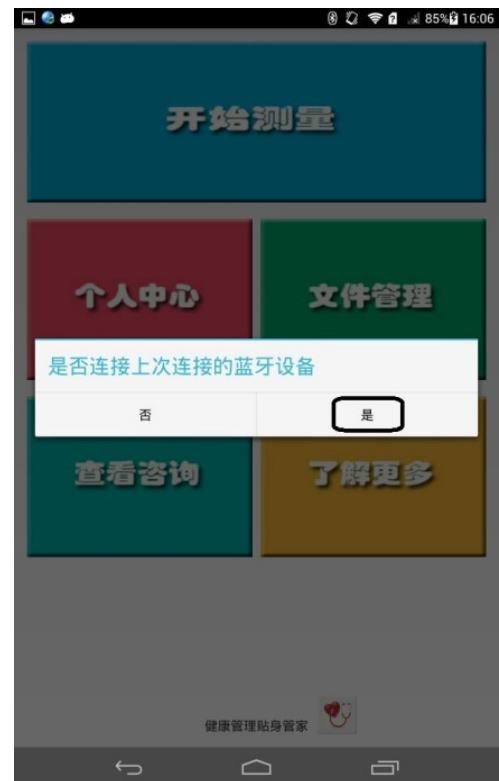 85% 16:06
开始测量
个人中心
文件管理
是否连接上次连接的蓝牙设备
否
是
查看咨询
了解更多
健康管理贴身管家